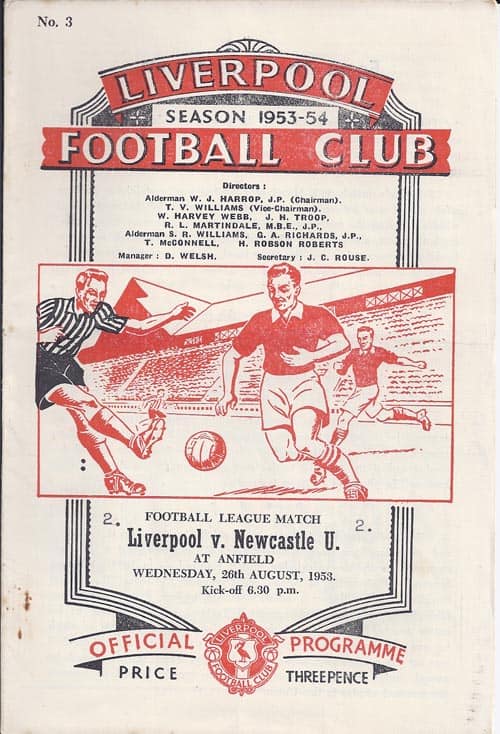 No. 3
LIVERPOOL
SEASON 1953-54
FOOTBALL CLUB
Directors :
Alderman W. J. HARROP, J.P. (Chairman).
T. V. WILLIAMS (Vice-Chairman).
W. HARVEY WEBB, J. H. TROOP,
R. L. MARTINDALE, M.B.E., J.P.,
Alderman S. R. WILLIAMS, G. A. RICHARDS, J.P.,
T. McCONNELL, H. ROBSON ROBERTS
Manager : D. WELSH. Secretary : J. C. ROUSE.
2.
FOOTBALL LEAGUE MATCH
2.
Liverpool v. Newcastle U.
AT ANFIELD
WEDNESDAY, 26th AUGUST, 1953.
Kick-off 6.30 p.m.
OFFICIAL PROGRAMME
LIVERPOOL
FOOTBALL CLUB
PRICE THREEPENCE